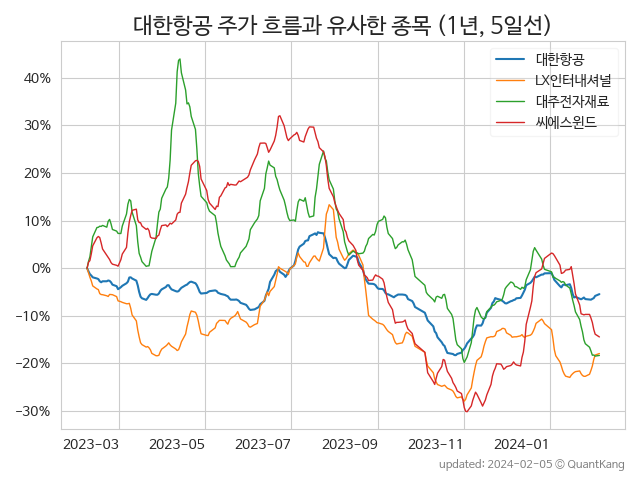 대한항공 주가 흐름과 유사한 종목 (1년, 5일선)
대한항공
LX인터내셔널
대주전자재료
씨에스윈드
40%
30%
20%
10%
0%
−10%
−20%
−30%
2023-03 2023-05 2023-07 2023-09 2023-11 2024-01
updated: 2024-02-05 © QuantKang